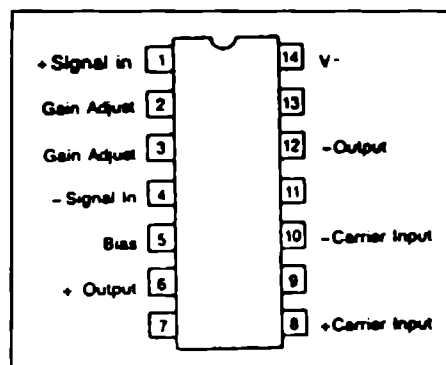 + Signal in 1
14 V-
Gain Adjust 2
13
Gain Adjust 3
12 -Output
- Signal In 4
11
Bias 5
10 -Carrier Input
+ Output 6
9
7
8 +Carrier Input